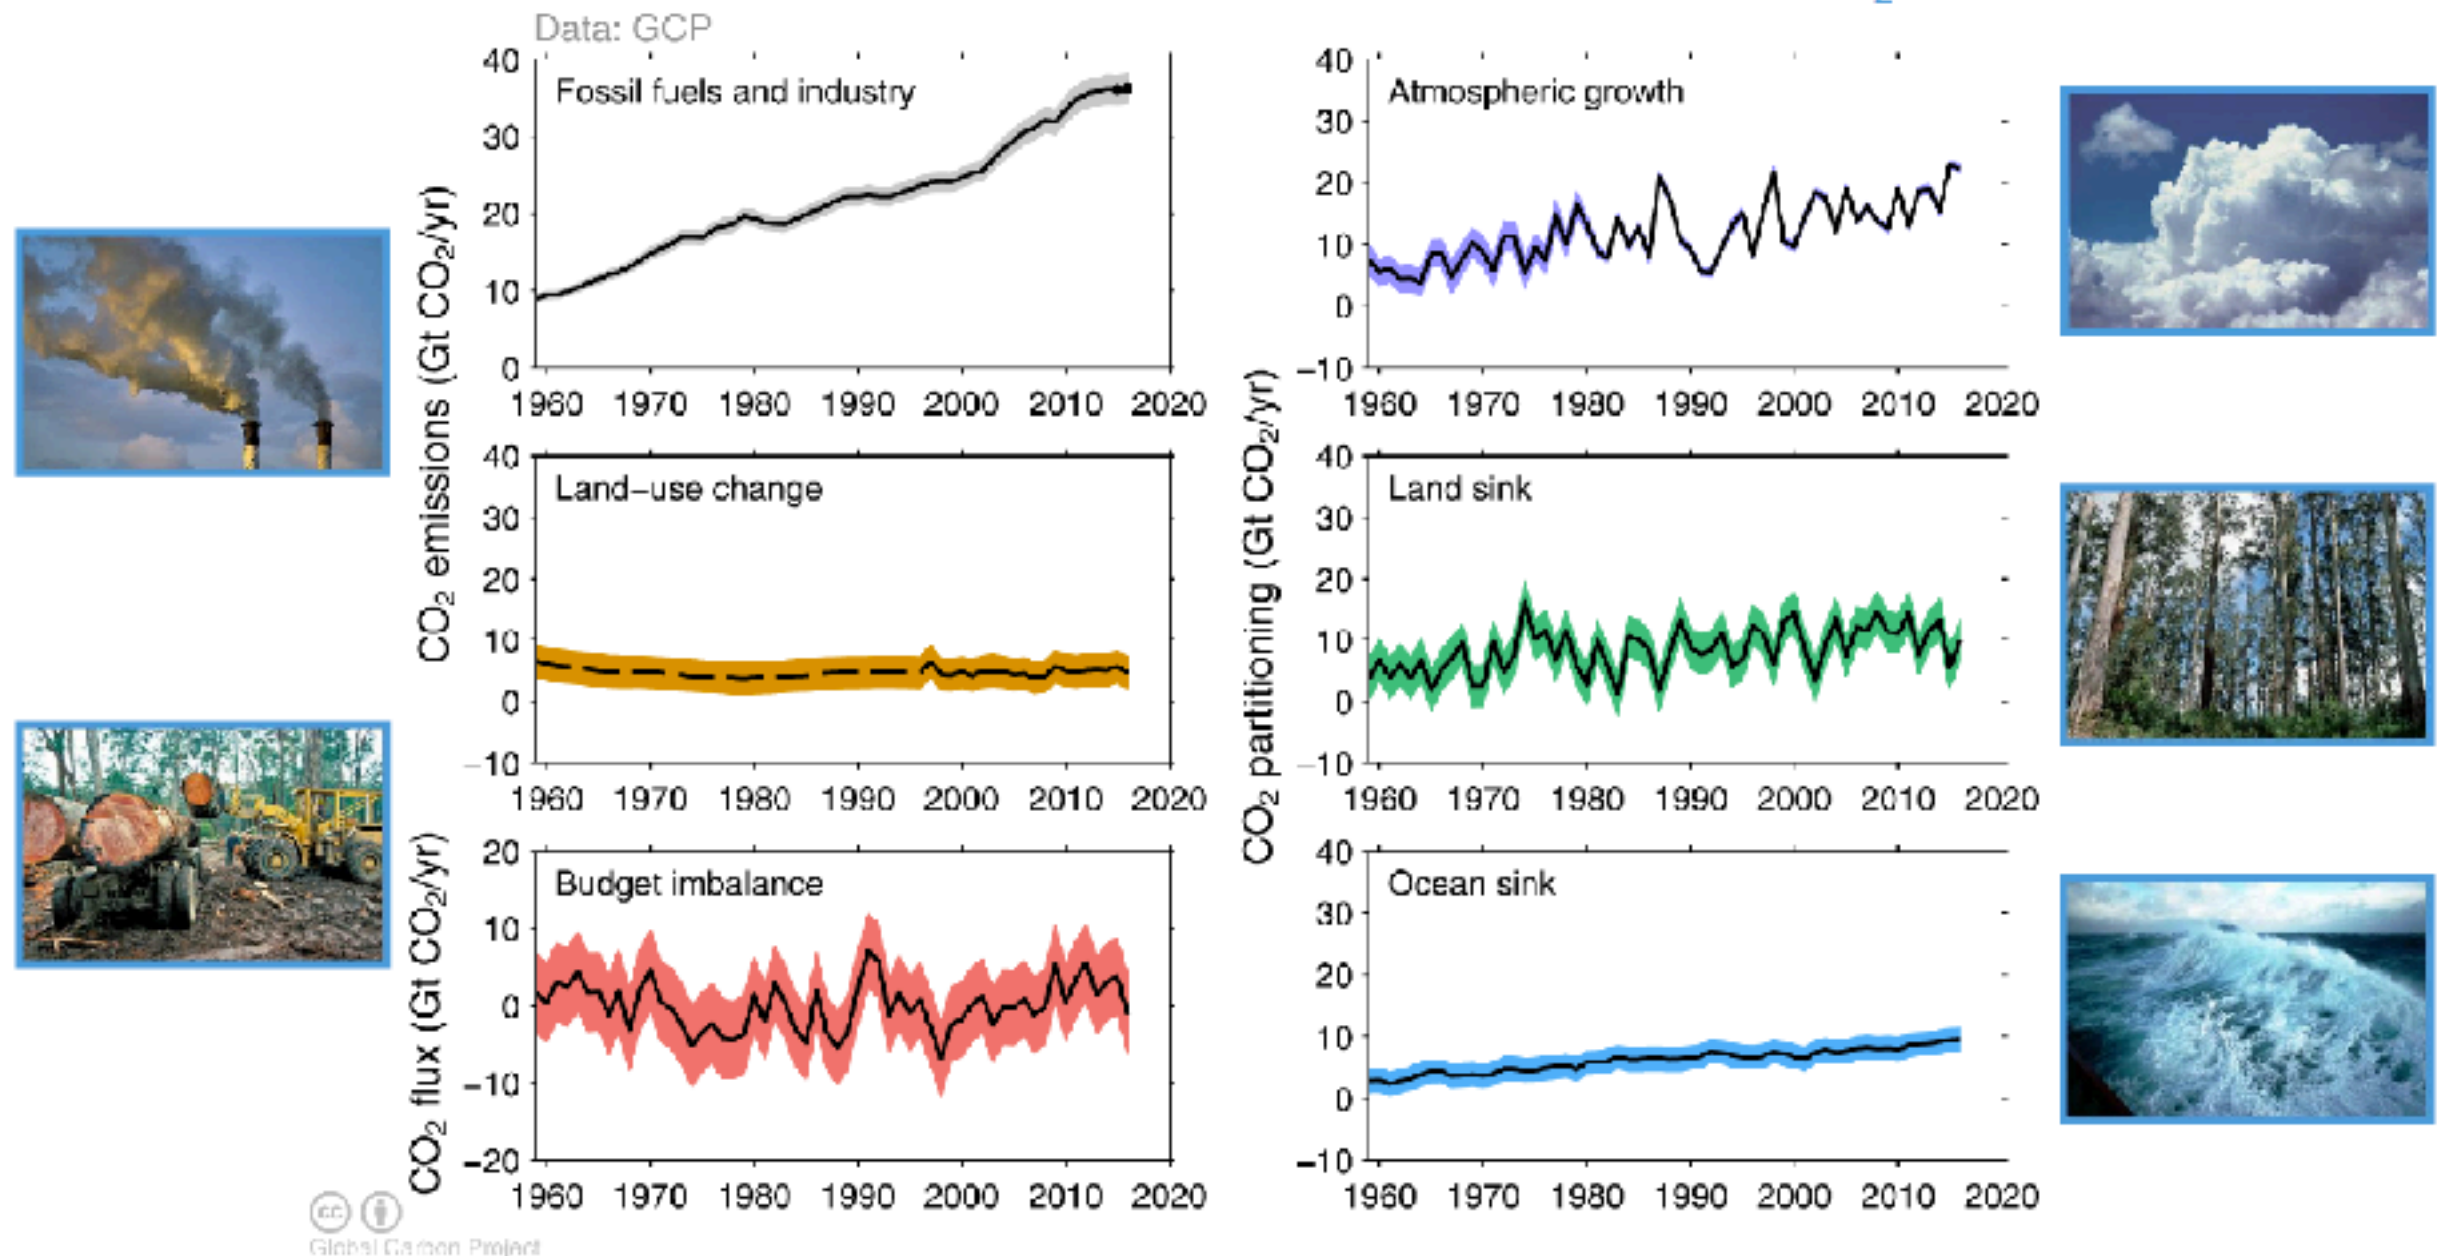 Data: GCP
CO₂ emissions (Gt CO₂/yr)
Fossil fuels and industry
40
30
20
10
0
1960 1970 1980 1990 2000 2010 2020
Land-use change
40
30
20
10
0
−10
1960 1970 1980 1990 2000 2010 2020
CO₂ flux (Gt CO₂/yr)
Budget imbalance
20
10
0
−10
−20
1960 1970 1980 1990 2000 2010 2020
CO₂ partitioning (Gt CO₂/yr)
Atmospheric growth
40
30
20
10
0
−10
1960 1970 1980 1990 2000 2010 2020
Land sink
40
30
20
10
0
−10
1960 1970 1980 1990 2000 2010 2020
Ocean sink
40
30
20
10
0
−10
1960 1970 1980 1990 2000 2010 2020
cc
Global Carbon Project